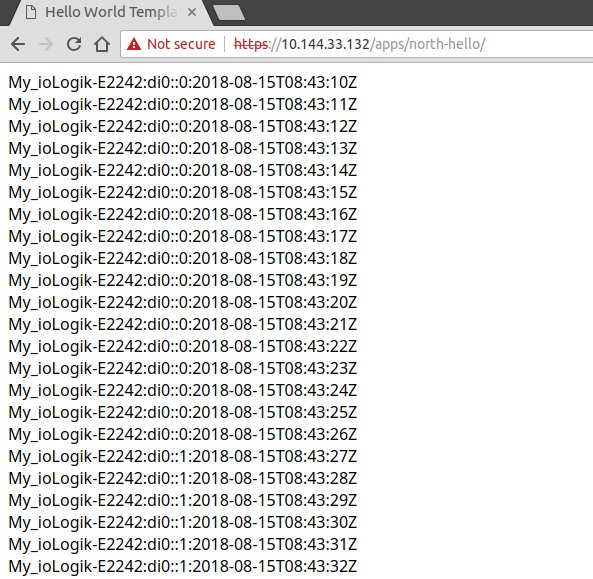 Hello World Templa
Not secure | https://10.144.33.132/apps/north-hello/
My_ioLogik-E2242:di0::0:2018-08-15T08:43:10Z
My_ioLogik-E2242:di0::0:2018-08-15T08:43:11Z
My_ioLogik-E2242:di0::0:2018-08-15T08:43:12Z
My_ioLogik-E2242:di0::0:2018-08-15T08:43:13Z
My_ioLogik-E2242:di0::0:2018-08-15T08:43:14Z
My_ioLogik-E2242:di0::0:2018-08-15T08:43:15Z
My_ioLogik-E2242:di0::0:2018-08-15T08:43:16Z
My_ioLogik-E2242:di0::0:2018-08-15T08:43:17Z
My_ioLogik-E2242:di0::0:2018-08-15T08:43:18Z
My_ioLogik-E2242:di0::0:2018-08-15T08:43:19Z
My_ioLogik-E2242:di0::0:2018-08-15T08:43:20Z
My_ioLogik-E2242:di0::0:2018-08-15T08:43:21Z
My_ioLogik-E2242:di0::0:2018-08-15T08:43:22Z
My_ioLogik-E2242:di0::0:2018-08-15T08:43:23Z
My_ioLogik-E2242:di0::0:2018-08-15T08:43:24Z
My_ioLogik-E2242:di0::0:2018-08-15T08:43:25Z
My_ioLogik-E2242:di0::0:2018-08-15T08:43:26Z
My_ioLogik-E2242:di0::1:2018-08-15T08:43:27Z
My_ioLogik-E2242:di0::1:2018-08-15T08:43:28Z
My_ioLogik-E2242:di0::1:2018-08-15T08:43:29Z
My_ioLogik-E2242:di0::1:2018-08-15T08:43:30Z
My_ioLogik-E2242:di0::1:2018-08-15T08:43:31Z
My_ioLogik-E2242:di0::1:2018-08-15T08:43:32Z